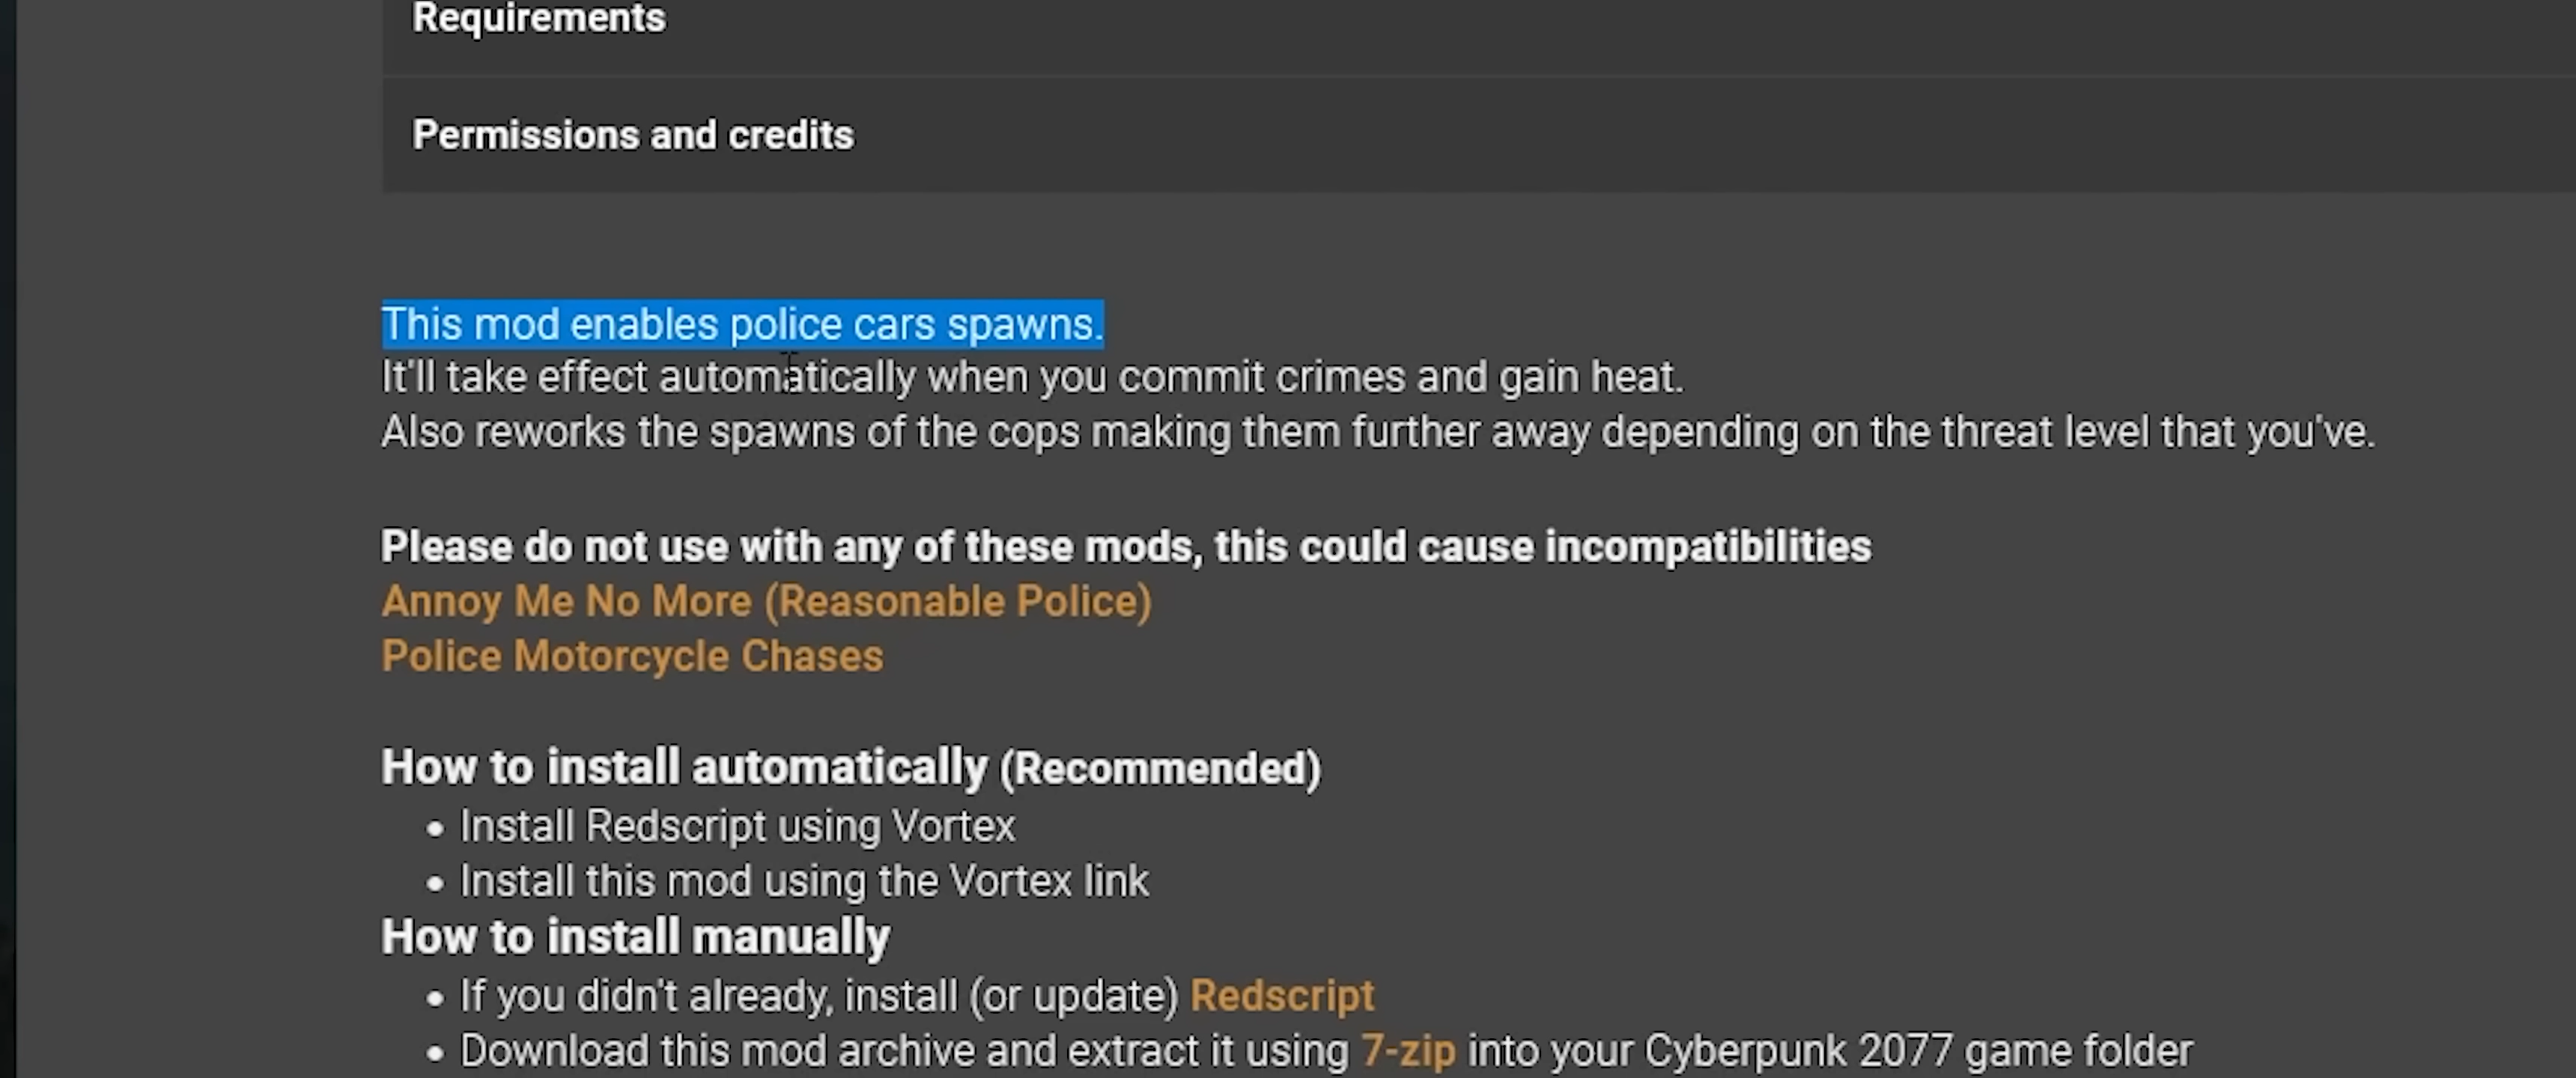 Requirements
Permissions and credits
This mod enables police cars spawns.
It'll take effect automatically when you commit crimes and gain heat.
Also reworks the spawns of the cops making them further away depending on the threat level that you've.
Please do not use with any of these mods, this could cause incompatibilities
Annoy Me No More (Reasonable Police)
Police Motorcycle Chases
How to install automatically (Recommended)
• Install Redscript using Vortex
• Install this mod using the Vortex link
How to install manually
• If you didn't already, install (or update) Redscript
• Download this mod archive and extract it using 7-zip into your Cyberpunk 2077 game folder